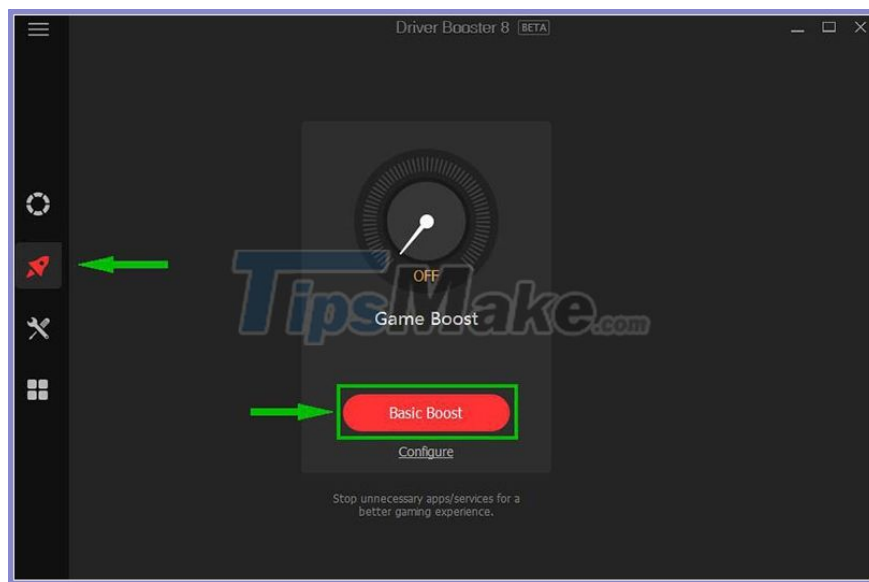 Driver Booster 8 BETA
OFF
TipsMake.com
Game Boost
Basic Boost
Configure
Stop unnecessary apps/services for a
better gaming experience.